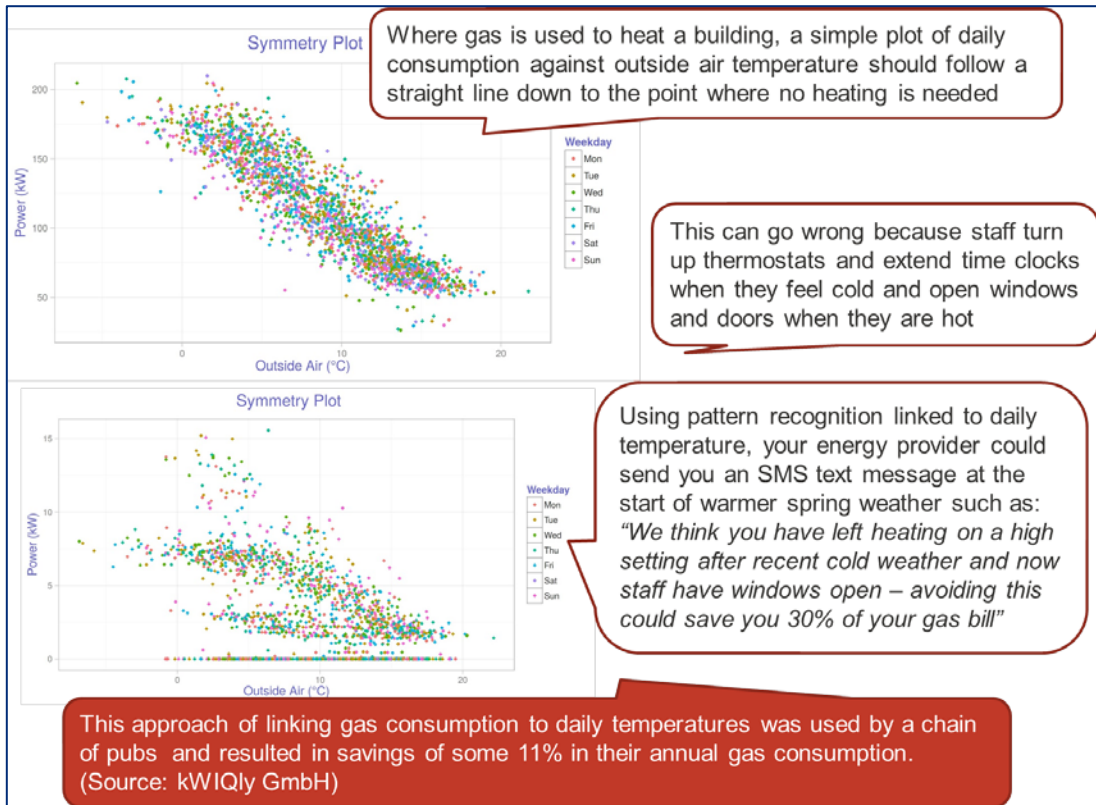 Symmetry Plot
Where gas is used to heat a building, a simple plot of daily
consumption against outside air temperature should follow a
straight line down to the point where no heating is needed
200
150
100
50
Power (kW)
0
10
20
Outside Air (°C)
Weekday
Mon
Tue
Wed
Thu
Fri
Sat
Sun
This can go wrong because staff turn
up thermostats and extend time clocks
when they feel cold and open windows
and doors when they are hot
Symmetry Plot
15
10
5
0
Power (kW)
0
10
20
Outside Air (°C)
Weekday
Mon
Tue
Wed
Thu
Fri
Sat
Sun
Using pattern recognition linked to daily
temperature, your energy provider could
send you an SMS text message at the
start of warmer spring weather such as:
“We think you have left heating on a high
setting after recent cold weather and now
staff have windows open – avoiding this
could save you 30% of your gas bill”
This approach of linking gas consumption to daily temperatures was used by a chain
of pubs and resulted in savings of some 11% in their annual gas consumption.
(Source: kWIQly GmbH)